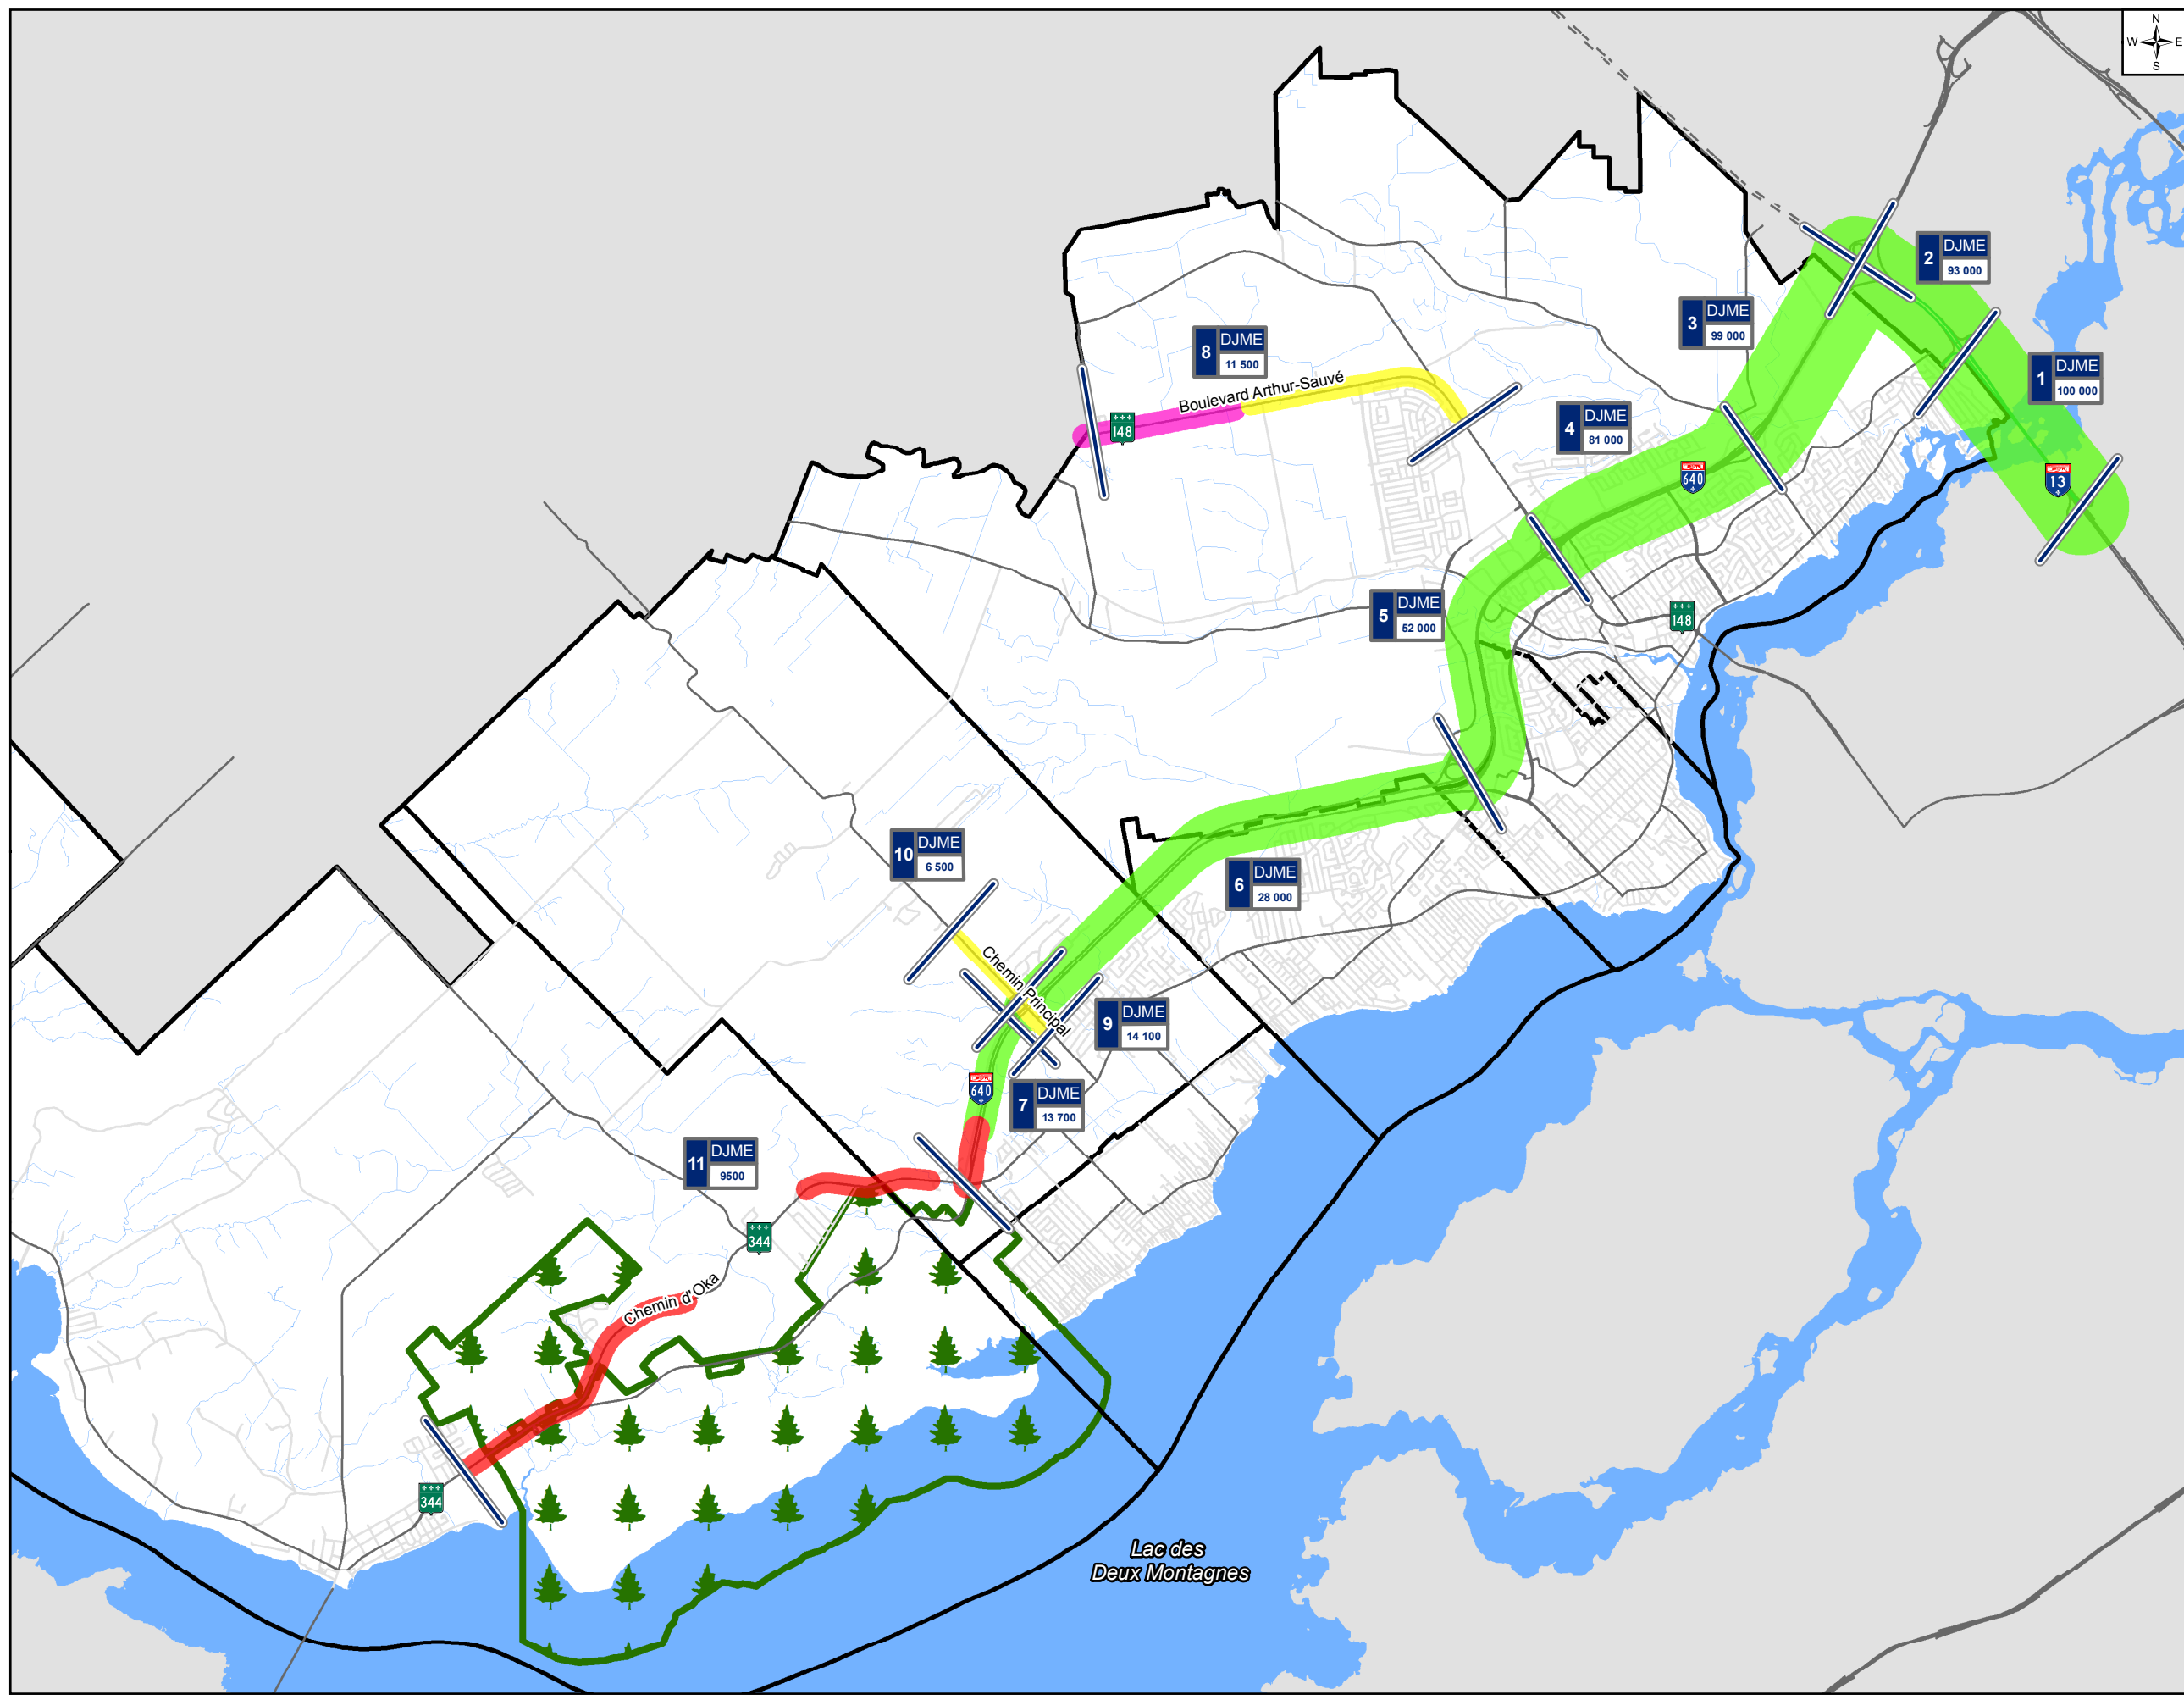 N
W E
S
2 DJME
93 000
3 DJME
99 000
8 DJME
11 500
1 DJME
100 000
Boulevard Arthur-Sauvé
148
4 DJME
81 000
640
13
5 DJME
52 000
148
10 DJME
6 500
6 DJME
28 000
Chemin Principal
9 DJME
14 100
640
7 DJME
13 700
11 DJME
9500
344
Chemin d'Oka
344
Lac des
Deux Montagnes